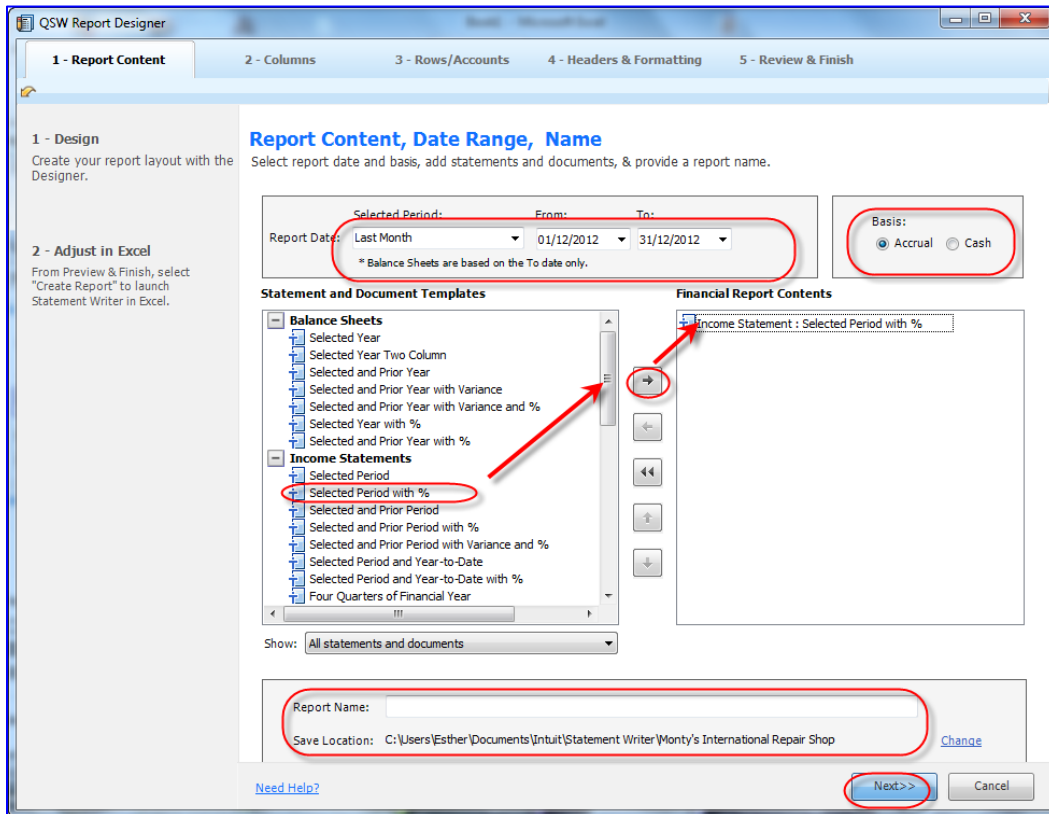 QSW Report Designer
1 - Report Content
2 - Columns
3 - Rows/Accounts
4 - Headers & Formatting
5 - Review & Finish
1 - Design
Create your report layout with the
Designer.
2 - Adjust in Excel
From Preview & Finish, select
"Create Report" to launch
Statement Writer in Excel.
Report Content, Date Range, Name
Select report date and basis, add statements and documents, & provide a report name.
Selected Period: From: To:
Report Date: Last Month 01/12/2012 31/12/2012
* Balance Sheets are based on the To date only.
Basis:
Accrual Cash
Statement and Document Templates
Balance Sheets
Selected Year
Selected Year Two Column
Selected and Prior Year
Selected and Prior Year with Variance
Selected and Prior Year with Variance and %
Selected Year with %
Selected and Prior Year with %
Income Statements
Selected Period
Selected Period with %
Selected and Prior Period
Selected and Prior Period with %
Selected and Prior Period with Variance and %
Selected Period and Year-to-Date
Selected Period and Year-to-Date with %
Four Quarters of Financial Year
Financial Report Contents
Income Statement : Selected Period with %
Show: All statements and documents
Report Name:
Save Location: C:\Users\Esther\Documents\Intuit\Statement Writer\Monty's International Repair Shop
Change
Need Help?
Next>>
Cancel